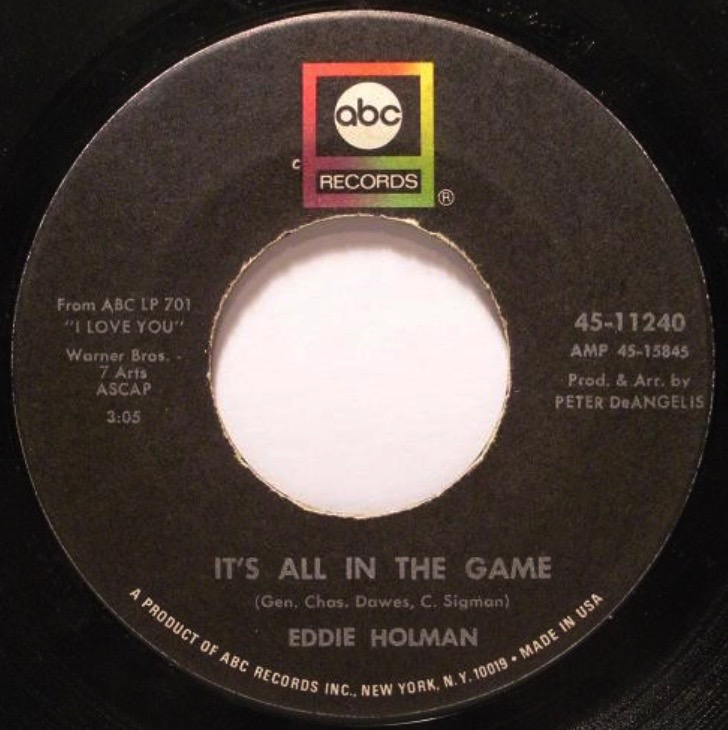 abc
c
RECORDS
®
From ABC LP 701
"I LOVE YOU"
Warner Bros. -
7 Arts
ASCAP
3:05
45-11240
AMP 45-15845
Prod. & Arr. by
PETER DeANGELIS
IT'S ALL IN THE GAME
(Gen. Chas. Dawes, C. Sigman)
EDDIE HOLMAN
A PRODUCT OF ABC RECORDS INC., NEW YORK, N.Y. 10019 • MADE IN USA